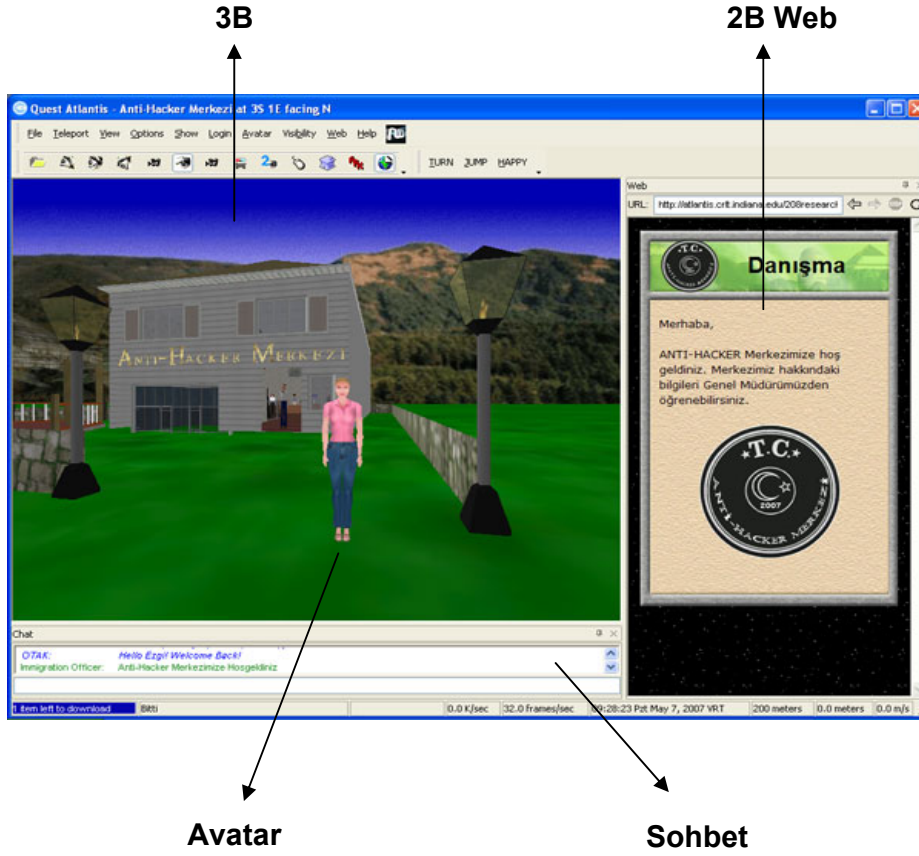 3B
2B Web
Quest Atlantis - Anti-Hacker Merkezi at 3S 1E facing N
File Teleport View Options Show Login Avatar Visibility Web Help
TURN JUMP HAPPY
Web
URL: http://atlantis.crlt.indiana.edu/208research
T.C.
Danışma
Merhaba,
ANTI-HACKER Merkezimize hoş
geldiniz. Merkezimiz hakkındaki
bilgileri Genel Müdürümüzden
öğrenebilirsiniz.
ANTI-HACKER MERKEZI
T.C.
2007
ANTI-HACKER MERKEZİ
Chat
OTAK: Hello Ezgi! Welcome Back!
Immigration Officer: Anti-Hacker Merkezimize Hosgeldiniz
1 item left to download Bitti 0.0 K/sec 32.0 frames/sec 09:28:23 Pzt May 7, 2007 VRT 200 meters 0.0 meters 0.0 m/s
Avatar
Sohbet